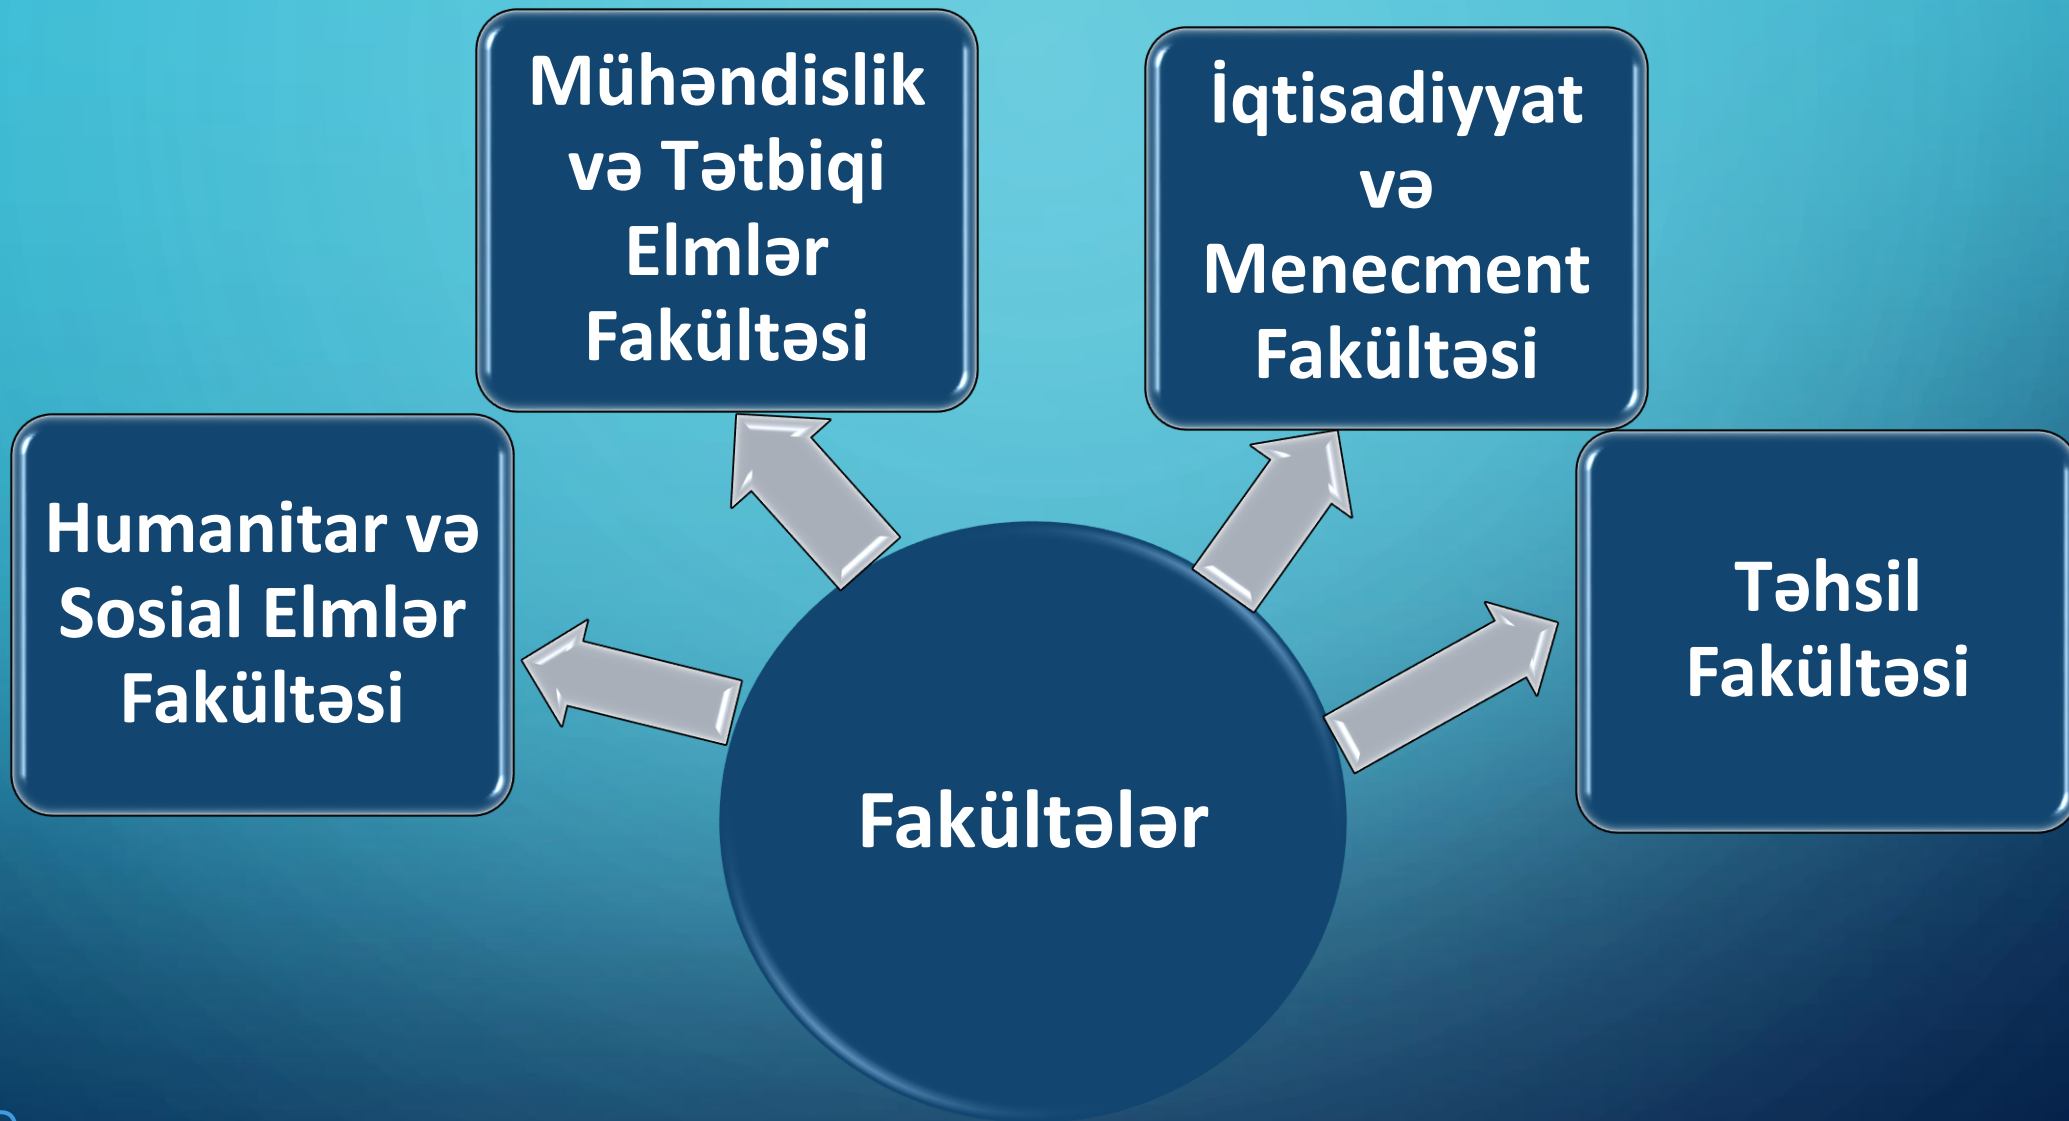 Mühəndislik
və Tətbiqi
Elmlər
Fakültəsi
İqtisadiyyat
və
Menecment
Fakültəsi
Humanitar və
Sosial Elmlər
Fakültəsi
Təhsil
Fakültəsi
Fakültələr